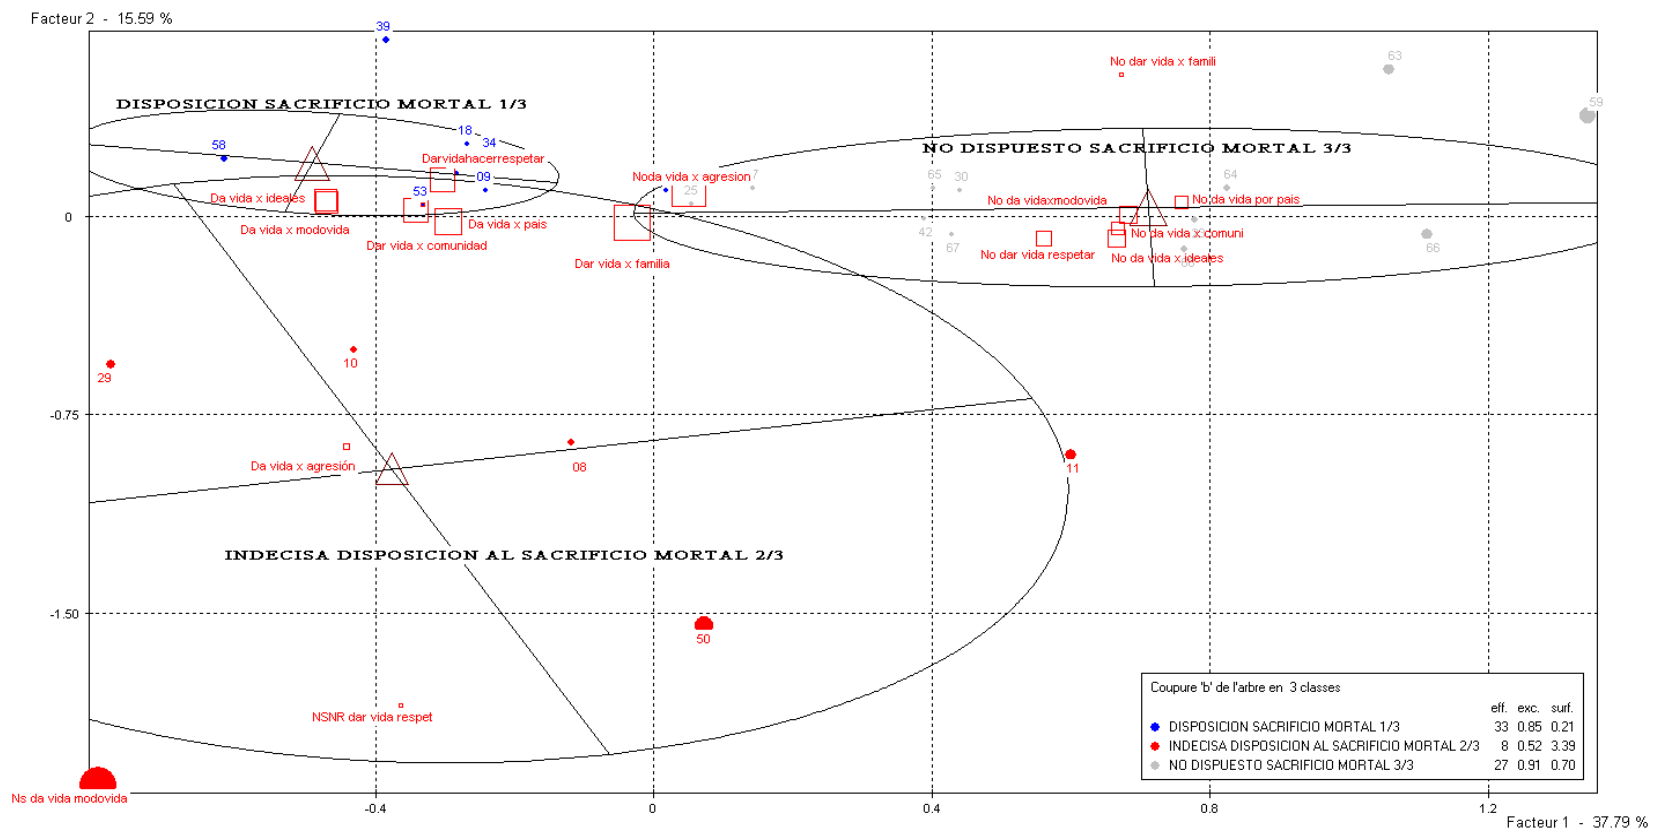 Facteur 2 - 15.59 %
39
63
No dar vida x famili
59
DISPOSICION SACRIFICIO MORTAL 1/3
18
58
34
NO DISPUESTO SACRIFICIO MORTAL 3/3
Darvidahacerrespetar
Noda vida x agresion
7
09
65
30
64
53
25
Da vida x ideales
No da vidaxmodovida
No da vida por pais
0
Da vida x modovida
Da vida x pais
42
No da vida x comuni
Dar vida x comunidad
67
66
No dar vida respetar
No da vida x ideales
Dar vida x familia
10
29
-0.75
Da vida x agresión
08
11
INDECISA DISPOSICION AL SACRIFICIO MORTAL 2/3
-1.50
50
NSNR dar vida respet
Coupure 'b' de l'arbre en 3 classes
eff. exc. surf.
DISPOSICION SACRIFICIO MORTAL 1/3 33 0.85 0.21
INDECISA DISPOSICION AL SACRIFICIO MORTAL 2/3 8 0.52 3.39
NO DISPUESTO SACRIFICIO MORTAL 3/3 27 0.91 0.70
Ns da vida modovida
-0.4 0 0.4 0.8 1.2
Facteur 1 - 37.79 %